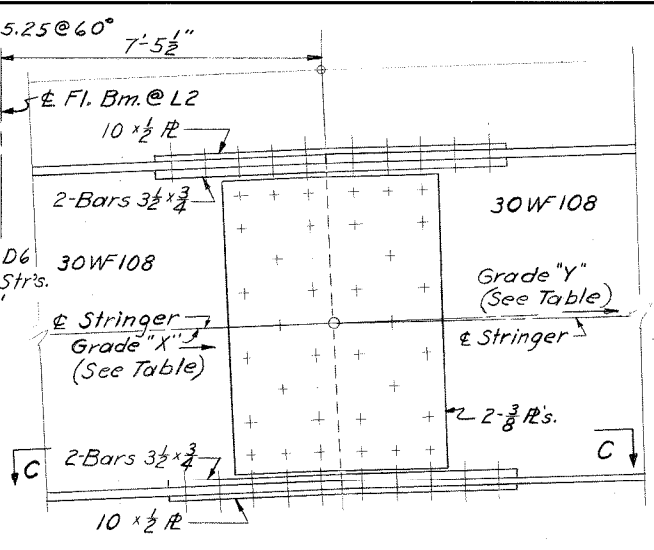 5.25@60°
7'-5½"
℄ Fl. Bm. @ L2
10 x ½ ℞
2-Bars 3½ x ¾
30WF108
D6
Str's.
30WF108
Grade "Y"
(See Table)
℄ Stringer
Grade "X"
(See Table)
℄ Stringer
2-⅜ ℞'s.
C
2-Bars 3½ x ¾
C
10 x ½ ℞